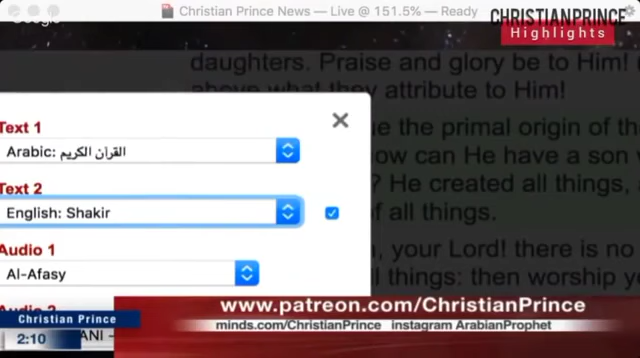 Christian Prince News — Live @ 151.5% — Ready
CHRISTIANPRINCE
Highlights
daughters. Praise and glory be to Him!
above what they attribute to Him!
Text 1
Arabic: القرآن الكريم
ue the primal origin of th
ow can He have a son
Text 2
? He created all things,
English: Shakir
f all things.
Audio 1
, your Lord! there is no
Al-Afasy
ll things: then worship
www.patreon.com/ChristianPrince
Christian Prince
minds.com/ChristianPrince instagram ArabianProphet
2:10
ANI -